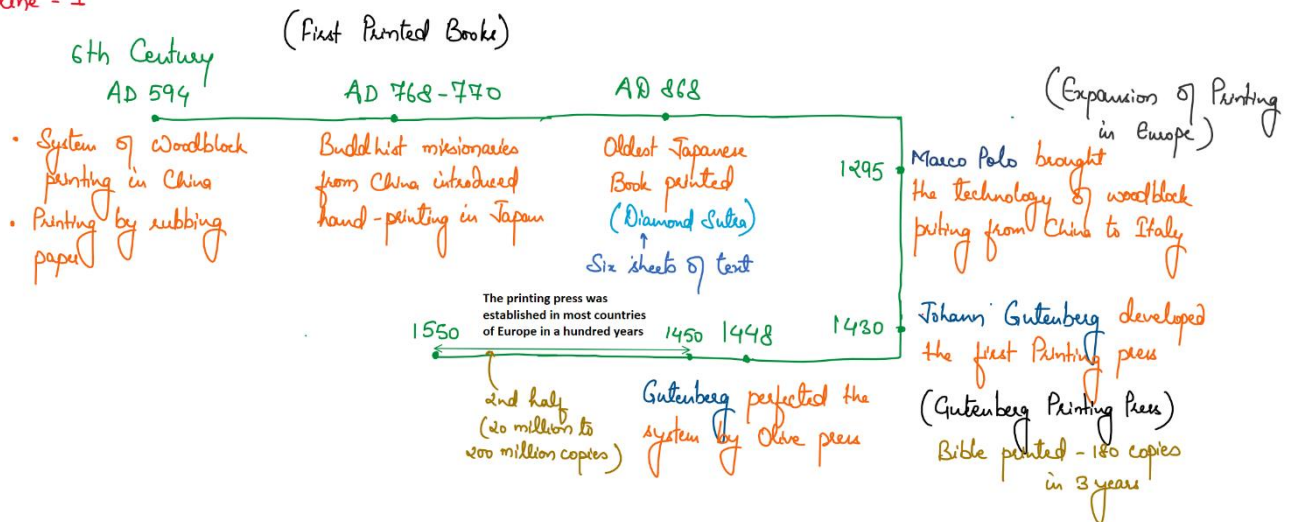 (First Printed Books)
6th Century
AD 594
AD 768-770
AD 868
(Expansion of Printing
in Europe)
• System of Woodblock
printing in China
• Printing by rubbing
paper
Buddhist missionaries
from China introduced
hand-printing in Japan
Oldest Japanese
Book printed
(Diamond Sutra)
Six sheets of text
1295
Marco Polo brought
the technology of woodblock
priting from China to Italy
1430
Johann Gutenberg developed
the first Printing press
(Gutenberg Printing Press)
Bible printed - 180 copies
in 3 years
1448
Gutenberg perfected the
system by Olive press
1450
The printing press was
established in most countries
of Europe in a hundred years
1550
2nd half
(20 million to
200 million copies)